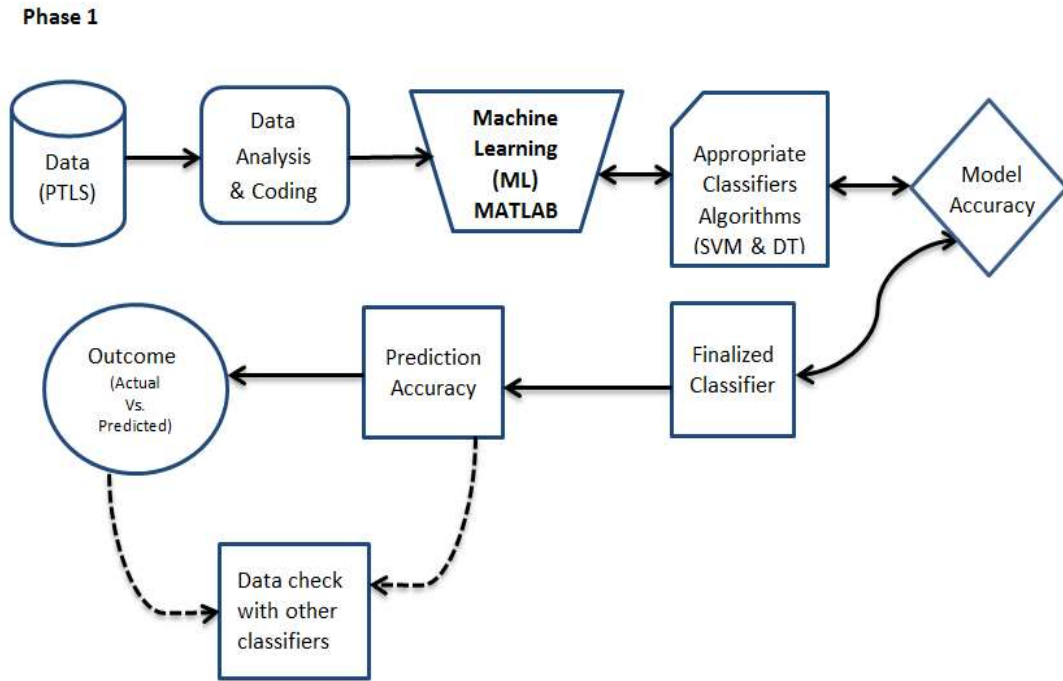 Phase 1
Data
(PTLS)
Data
Analysis
& Coding
Machine
Learning
(ML)
MATLAB
Appropriate
Classifiers
Algorithms
(SVM & DT)
Model
Accuracy
Outcome
(Actual
Vs.
Predicted)
Prediction
Accuracy
Finalized
Classifier
Data check
with other
classifiers